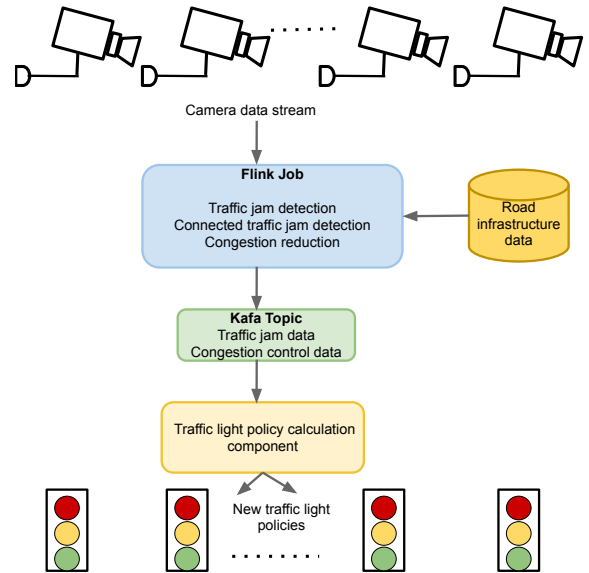 Camera data stream
Flink Job
Traffic jam detection
Connected traffic jam detection
Congestion reduction
Road
infrastructure
data
Kafa Topic
Traffic jam data
Congestion control data
Traffic light policy calculation
component
New traffic light
policies